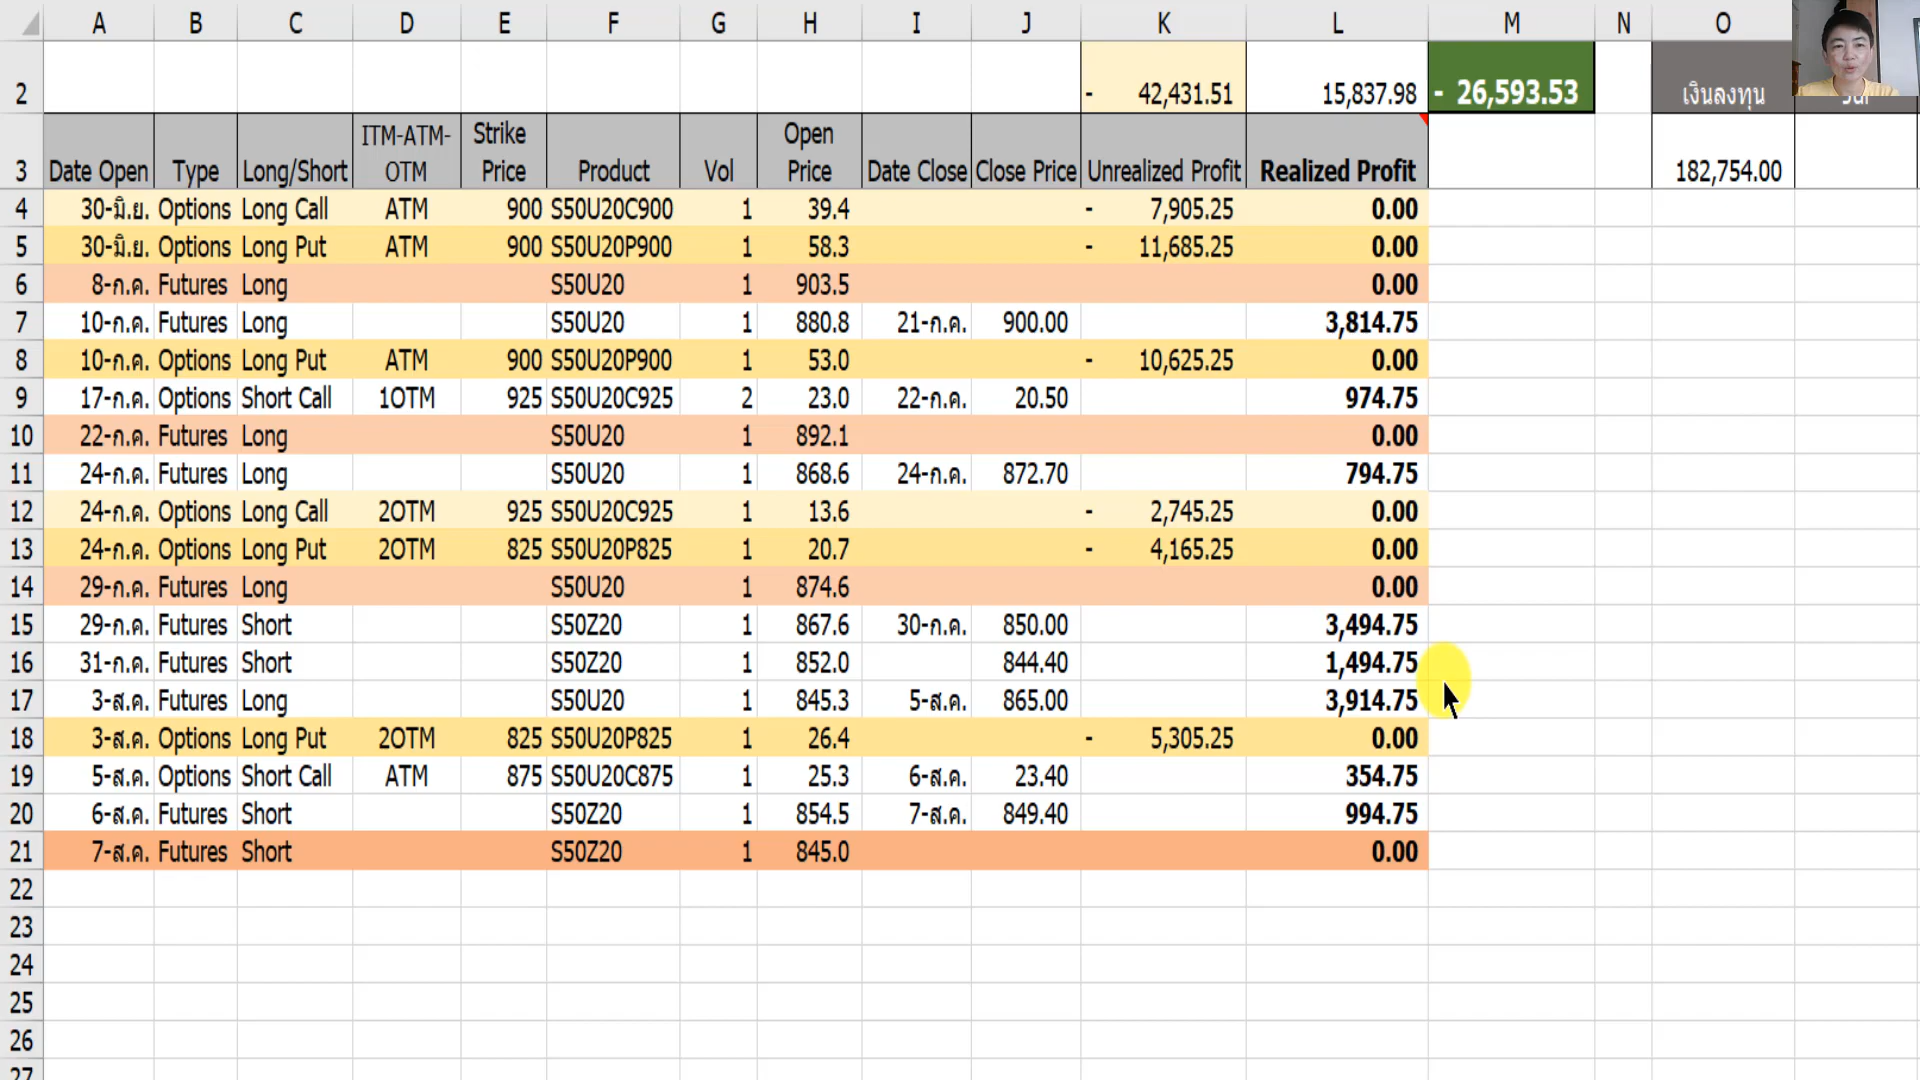 A B C D E F G H I J K L M N O
2 - 42,431.51 15,837.98 - 26,593.53 เงินลงทุน
3 Date Open Type Long/Short ITM-ATM-OTM Strike Price Product Vol Open Price Date Close Close Price Unrealized Profit Realized Profit 182,754.00
4 30-มิ.ย. Options Long Call ATM 900 S50U20C900 1 39.4 - 7,905.25 0.00
5 30-มิ.ย. Options Long Put ATM 900 S50U20P900 1 58.3 - 11,685.25 0.00
6 8-ก.ค. Futures Long S50U20 1 903.5 0.00
7 10-ก.ค. Futures Long S50U20 1 880.8 21-ก.ค. 900.00 3,814.75
8 10-ก.ค. Options Long Put ATM 900 S50U20P900 1 53.0 - 10,625.25 0.00
9 17-ก.ค. Options Short Call 1OTM 925 S50U20C925 2 23.0 22-ก.ค. 20.50 974.75
10 22-ก.ค. Futures Long S50U20 1 892.1 0.00
11 24-ก.ค. Futures Long S50U20 1 868.6 24-ก.ค. 872.70 794.75
12 24-ก.ค. Options Long Call 2OTM 925 S50U20C925 1 13.6 - 2,745.25 0.00
13 24-ก.ค. Options Long Put 2OTM 825 S50U20P825 1 20.7 - 4,165.25 0.00
14 29-ก.ค. Futures Long S50U20 1 874.6 0.00
15 29-ก.ค. Futures Short S50Z20 1 867.6 30-ก.ค. 850.00 3,494.75
16 31-ก.ค. Futures Short S50Z20 1 852.0 844.40 1,494.75
17 3-ส.ค. Futures Long S50U20 1 845.3 5-ส.ค. 865.00 3,914.75
18 3-ส.ค. Options Long Put 2OTM 825 S50U20P825 1 26.4 - 5,305.25 0.00
19 5-ส.ค. Options Short Call ATM 875 S50U20C875 1 25.3 6-ส.ค. 23.40 354.75
20 6-ส.ค. Futures Short S50Z20 1 854.5 7-ส.ค. 849.40 994.75
21 7-ส.ค. Futures Short S50Z20 1 845.0 0.00
22
23
24
25
26
27